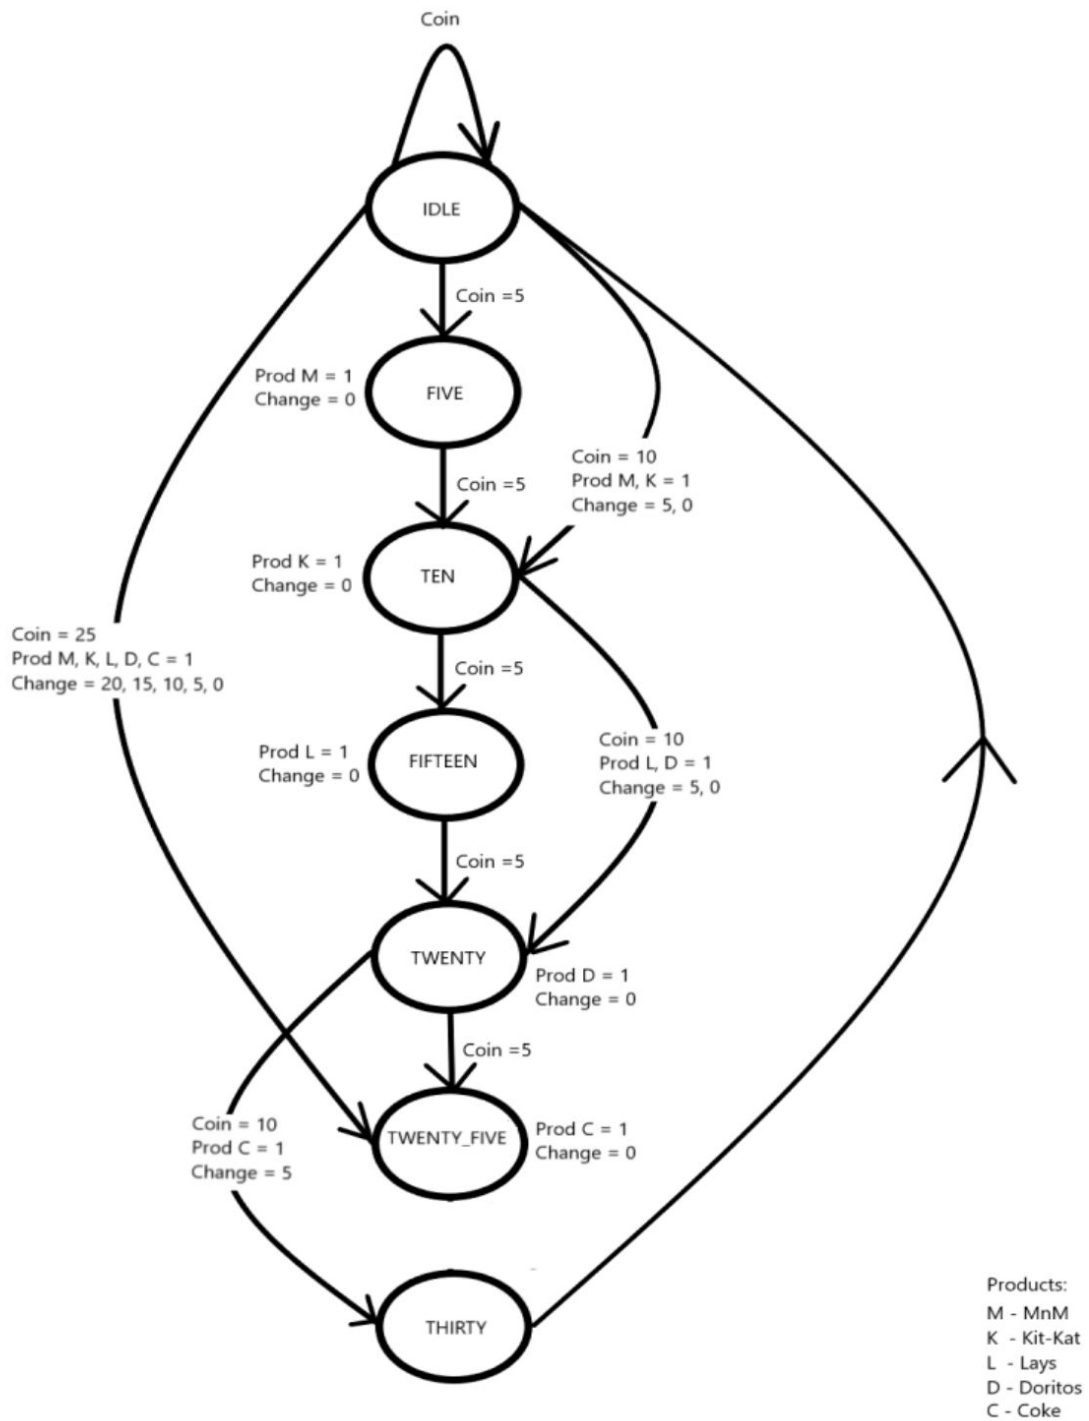 Coin
IDLE
Coin =5
Prod M = 1
Change = 0
FIVE
Coin =5
Coin = 10
Prod M, K = 1
Change = 5, 0
Prod K = 1
Change = 0
TEN
Coin = 25
Prod M, K, L, D, C = 1
Change = 20, 15, 10, 5, 0
Coin =5
Prod L = 1
Change = 0
FIFTEEN
Coin = 10
Prod L, D = 1
Change = 5, 0
Coin =5
TWENTY
Prod D = 1
Change = 0
Coin =5
Coin = 10
Prod C = 1
Change = 5
TWENTY_FIVE
Prod C = 1
Change = 0
THIRTY
Products:
M - MnM
K - Kit-Kat
L - Lays
D - Doritos
C - Coke